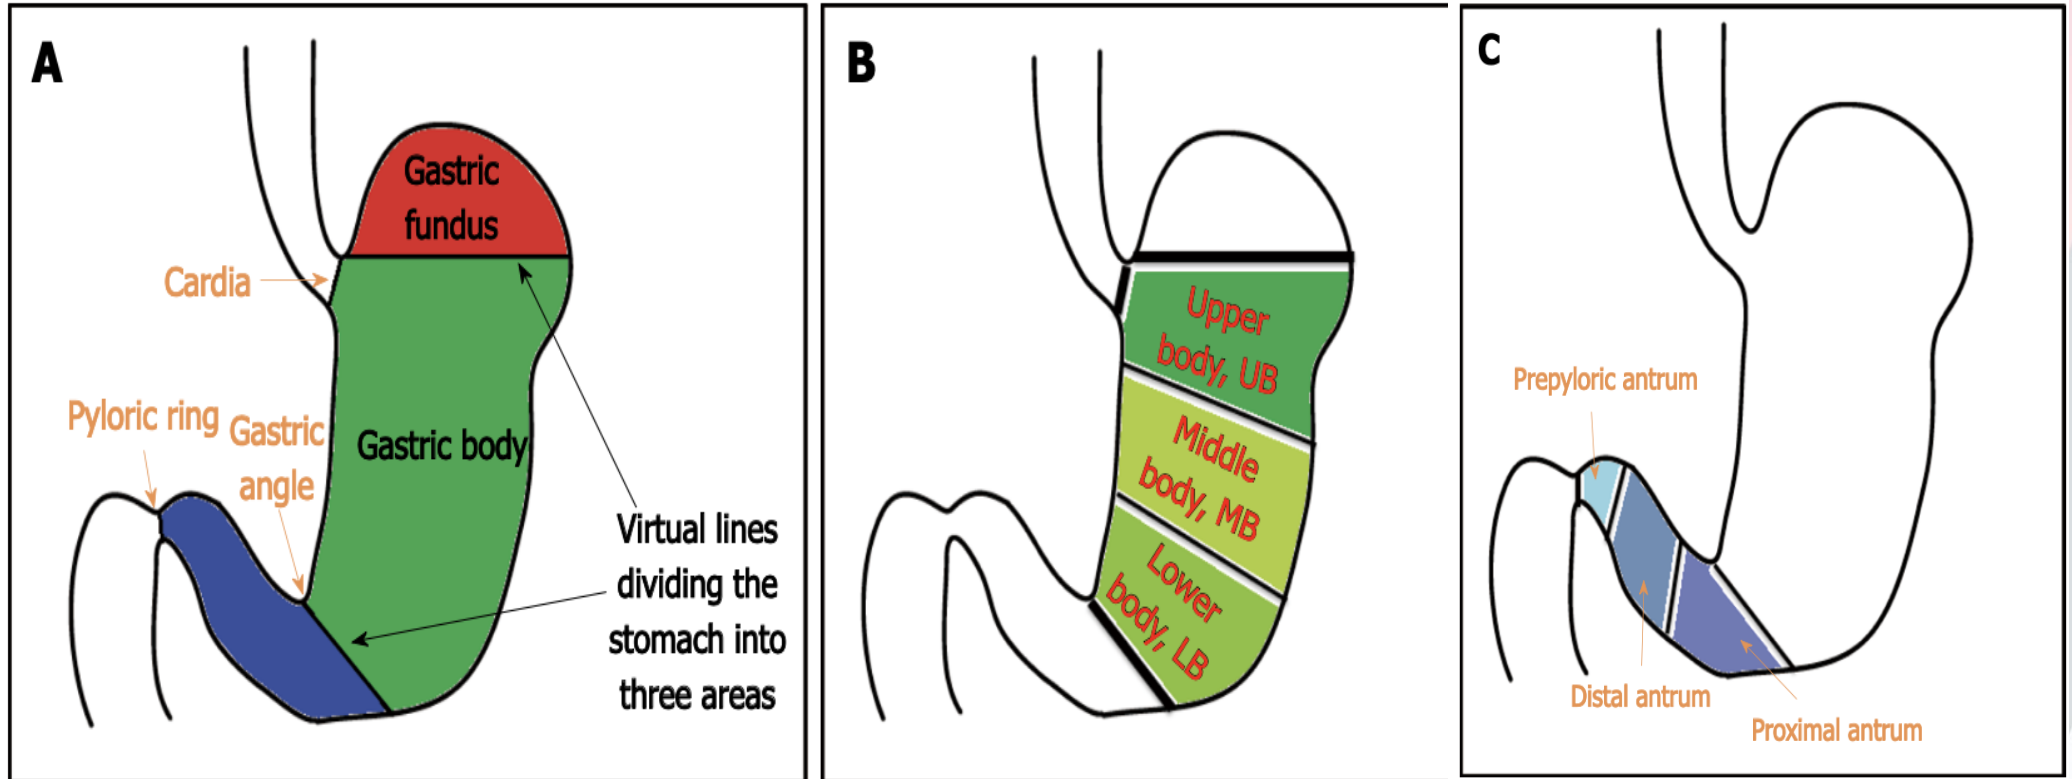 A
Gastric
fundus
Cardia
Pyloric ring
Gastric
angle
Gastric body
Virtual lines
dividing the
stomach into
three areas
B
Upper
body, UB
Middle
body, MB
Lower
body, LB
C
Prepyloric antrum
Distal antrum
Proximal antrum